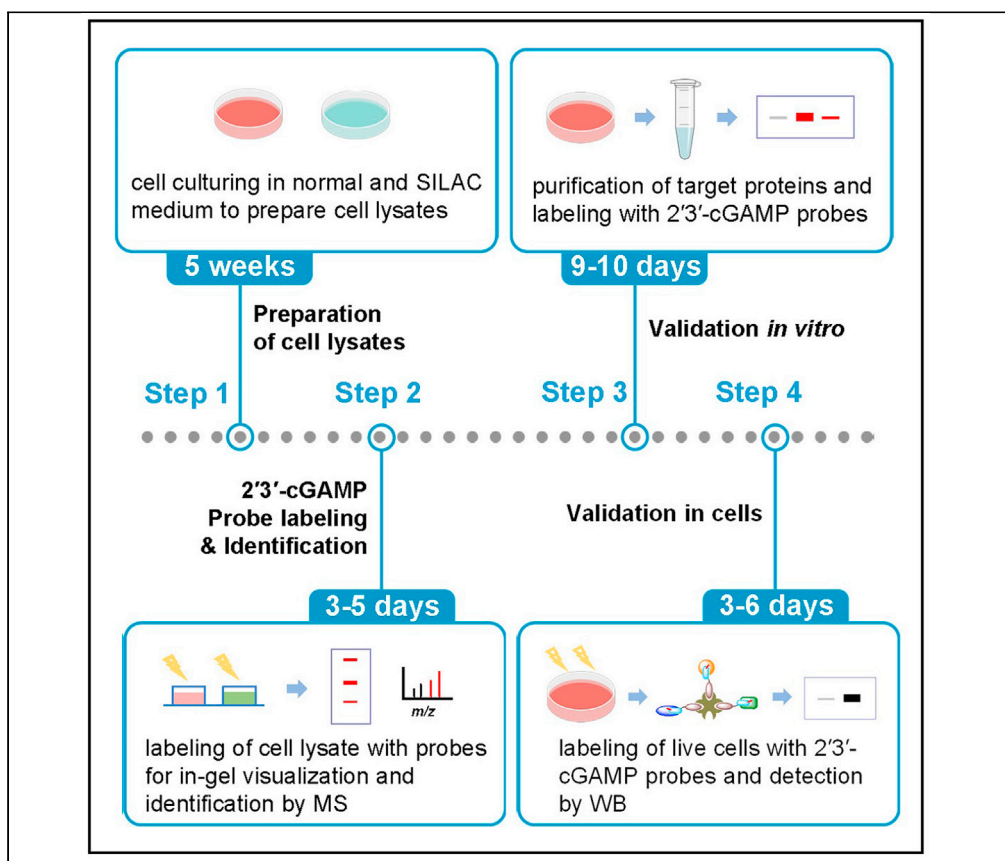 cell culturing in normal and SILAC
medium to prepare cell lysates
5 weeks
purification of target proteins and
labeling with 2′3′-cGAMP probes
9-10 days
Preparation
of cell lysates
Validation in vitro
Step 1
Step 2
Step 3
Step 4
2′3′-cGAMP
Probe labeling
& Identification
Validation in cells
3-5 days
m/z
labeling of cell lysate with probes
for in-gel visualization and
identification by MS
3-6 days
labeling of live cells with 2′3′-
cGAMP probes and detection
by WB